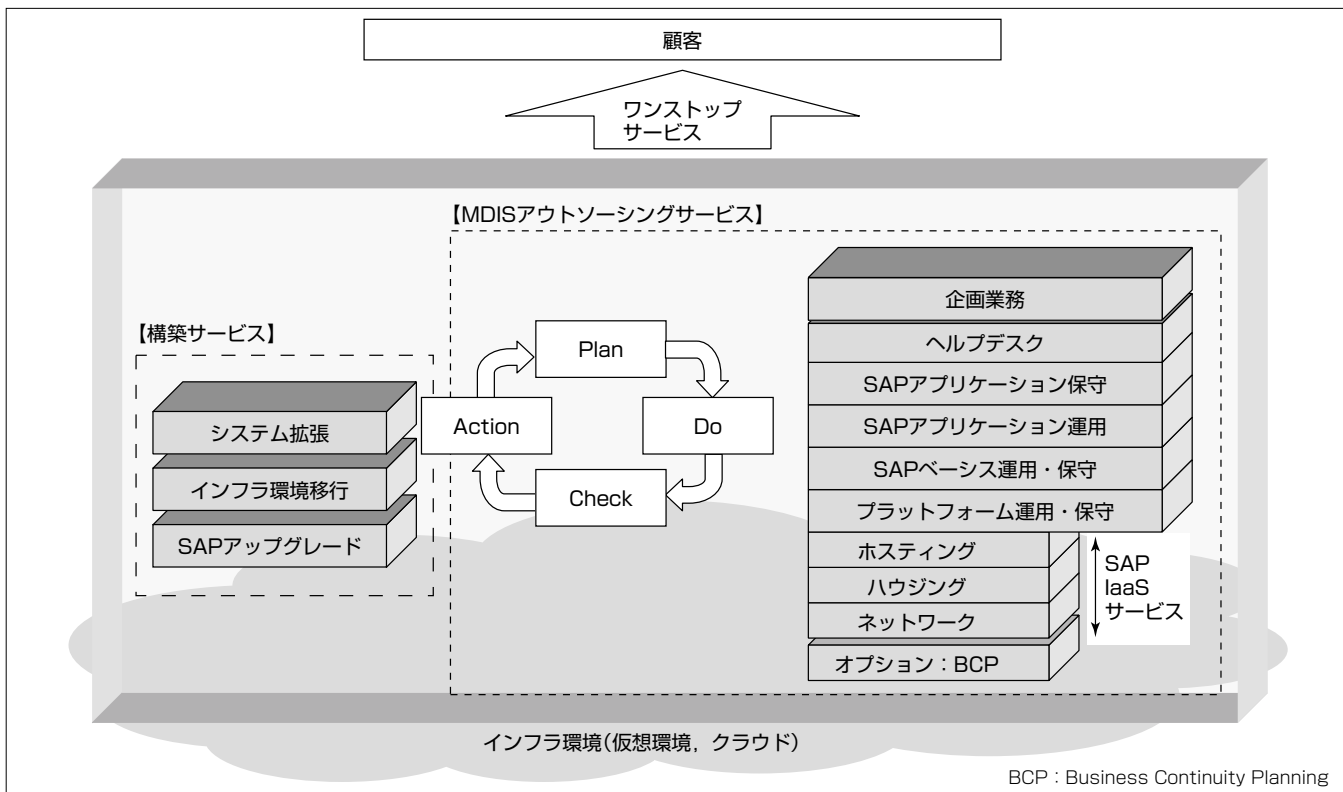 顧客
ワンストップ
サービス
【MDISアウトソーシングサービス】
【構築サービス】
システム拡張
インフラ環境移行
SAPアップグレード
Plan
Do
Check
Action
企画業務
ヘルプデスク
SAPアプリケーション保守
SAPアプリケーション運用
SAPベーシス運用・保守
プラットフォーム運用・保守
ホスティング
ハウジング
ネットワーク
オプション：BCP
SAP
IaaS
サービス
インフラ環境(仮想環境，クラウド)
BCP：Business Continuity Planning